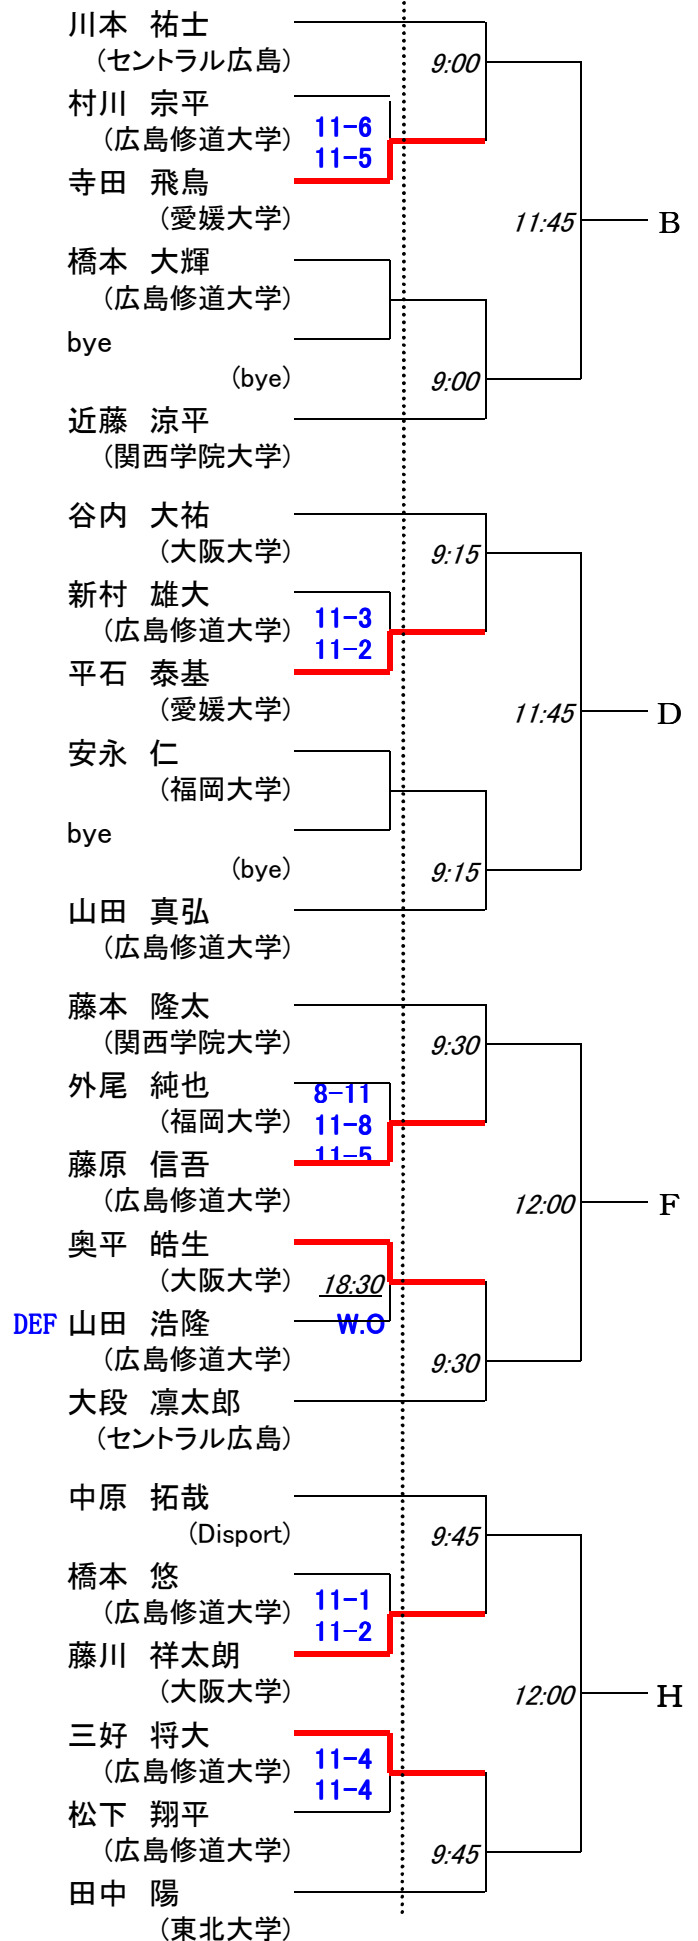 川本 祐士
(セントラル広島)
9:00
村川 宗平
(広島修道大学)
11-6
11-5
寺田 飛鳥
(愛媛大学)
11:45
B
橋本 大輝
(広島修道大学)
bye
(bye)
9:00
近藤 涼平
(関西学院大学)
谷内 大祐
(大阪大学)
9:15
新村 雄大
(広島修道大学)
11-3
11-2
平石 泰基
(愛媛大学)
11:45
D
安永 仁
(福岡大学)
bye
(bye)
9:15
山田 真弘
(広島修道大学)
藤本 隆太
(関西学院大学)
9:30
外尾 純也
(福岡大学)
8-11
11-8
11-5
藤原 信吾
(広島修道大学)
12:00
F
奥平 皓生
(大阪大学)
18:30
DEF 山田 浩隆
W.O
(広島修道大学)
9:30
大段 凛太郎
(セントラル広島)
中原 拓哉
(Disport)
9:45
橋本 悠
(広島修道大学)
11-1
11-2
藤川 祥太朗
(大阪大学)
12:00
H
三好 将大
(広島修道大学)
11-4
11-4
松下 翔平
(広島修道大学)
9:45
田中 陽
(東北大学)